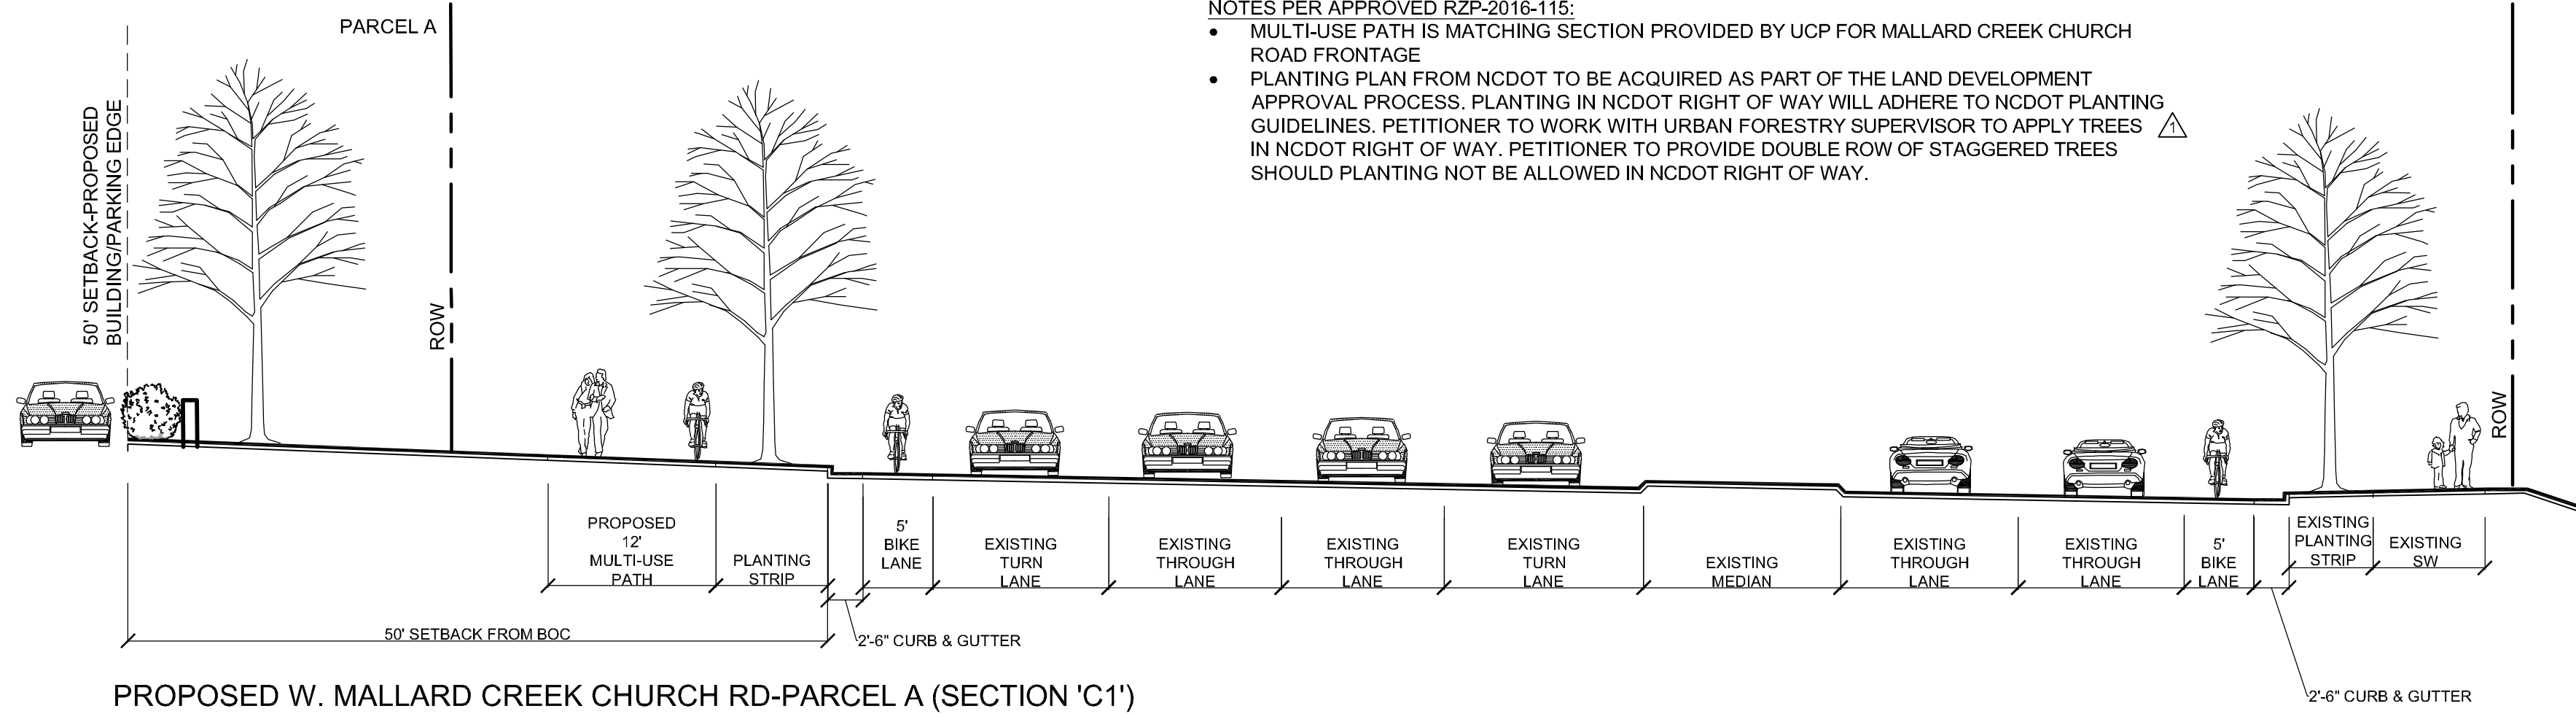 NOTES PER APPROVED RZP-2016-115:
• MULTI-USE PATH IS MATCHING SECTION PROVIDED BY UCP FOR MALLARD CREEK CHURCH
ROAD FRONTAGE
• PLANTING PLAN FROM NCDOT TO BE ACQUIRED AS PART OF THE LAND DEVELOPMENT
APPROVAL PROCESS. PLANTING IN NCDOT RIGHT OF WAY WILL ADHERE TO NCDOT PLANTING
GUIDELINES. PETITIONER TO WORK WITH URBAN FORESTRY SUPERVISOR TO APPLY TREES
1
IN NCDOT RIGHT OF WAY. PETITIONER TO PROVIDE DOUBLE ROW OF STAGGERED TREES
SHOULD PLANTING NOT BE ALLOWED IN NCDOT RIGHT OF WAY.
PARCEL A
50' SETBACK-PROPOSED
BUILDING/PARKING EDGE
ROW
ROW
PROPOSED
12'
MULTI-USE
PATH
PLANTING
STRIP
5'
BIKE
LANE
EXISTING
TURN
LANE
EXISTING
THROUGH
LANE
EXISTING
THROUGH
LANE
EXISTING
TURN
LANE
EXISTING
MEDIAN
EXISTING
THROUGH
LANE
EXISTING
THROUGH
LANE
5'
BIKE
LANE
EXISTING
PLANTING
STRIP
EXISTING
SW
50' SETBACK FROM BOC
2'-6" CURB & GUTTER
2'-6" CURB & GUTTER
PROPOSED W. MALLARD CREEK CHURCH RD-PARCEL A (SECTION 'C1')